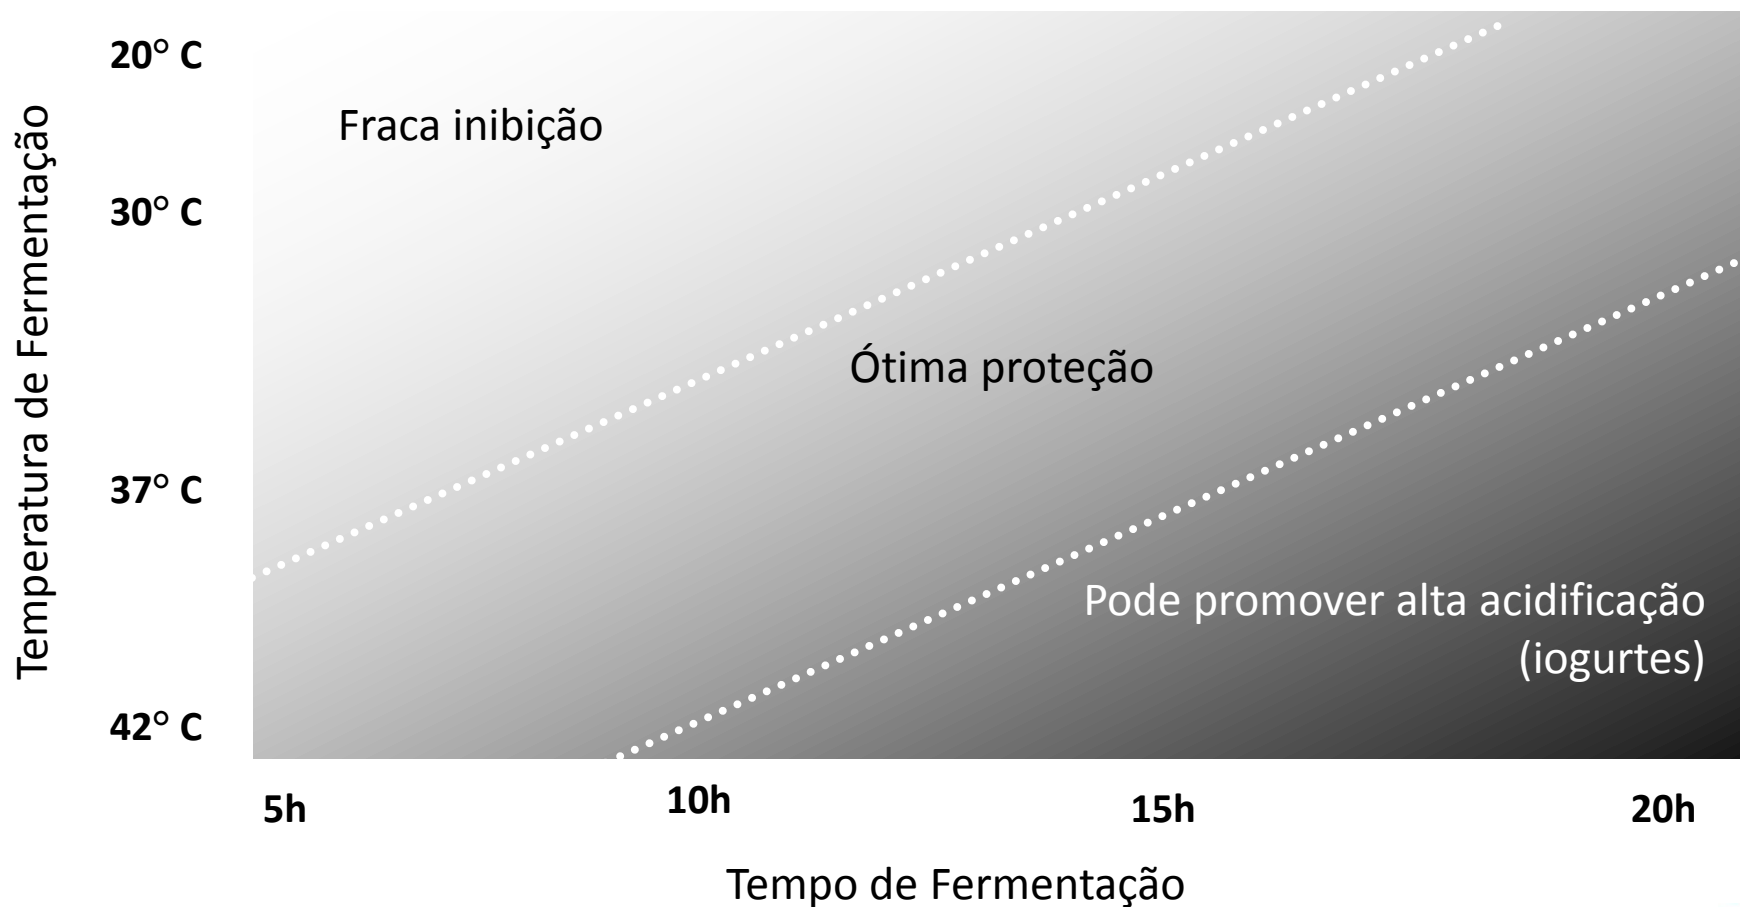 Temperatura de Fermentação
20° C
30° C
37° C
42° C
Fraca inibição
Ótima proteção
Pode promover alta acidificação
(iogurtes)
5h
10h
15h
20h
Tempo de Fermentação